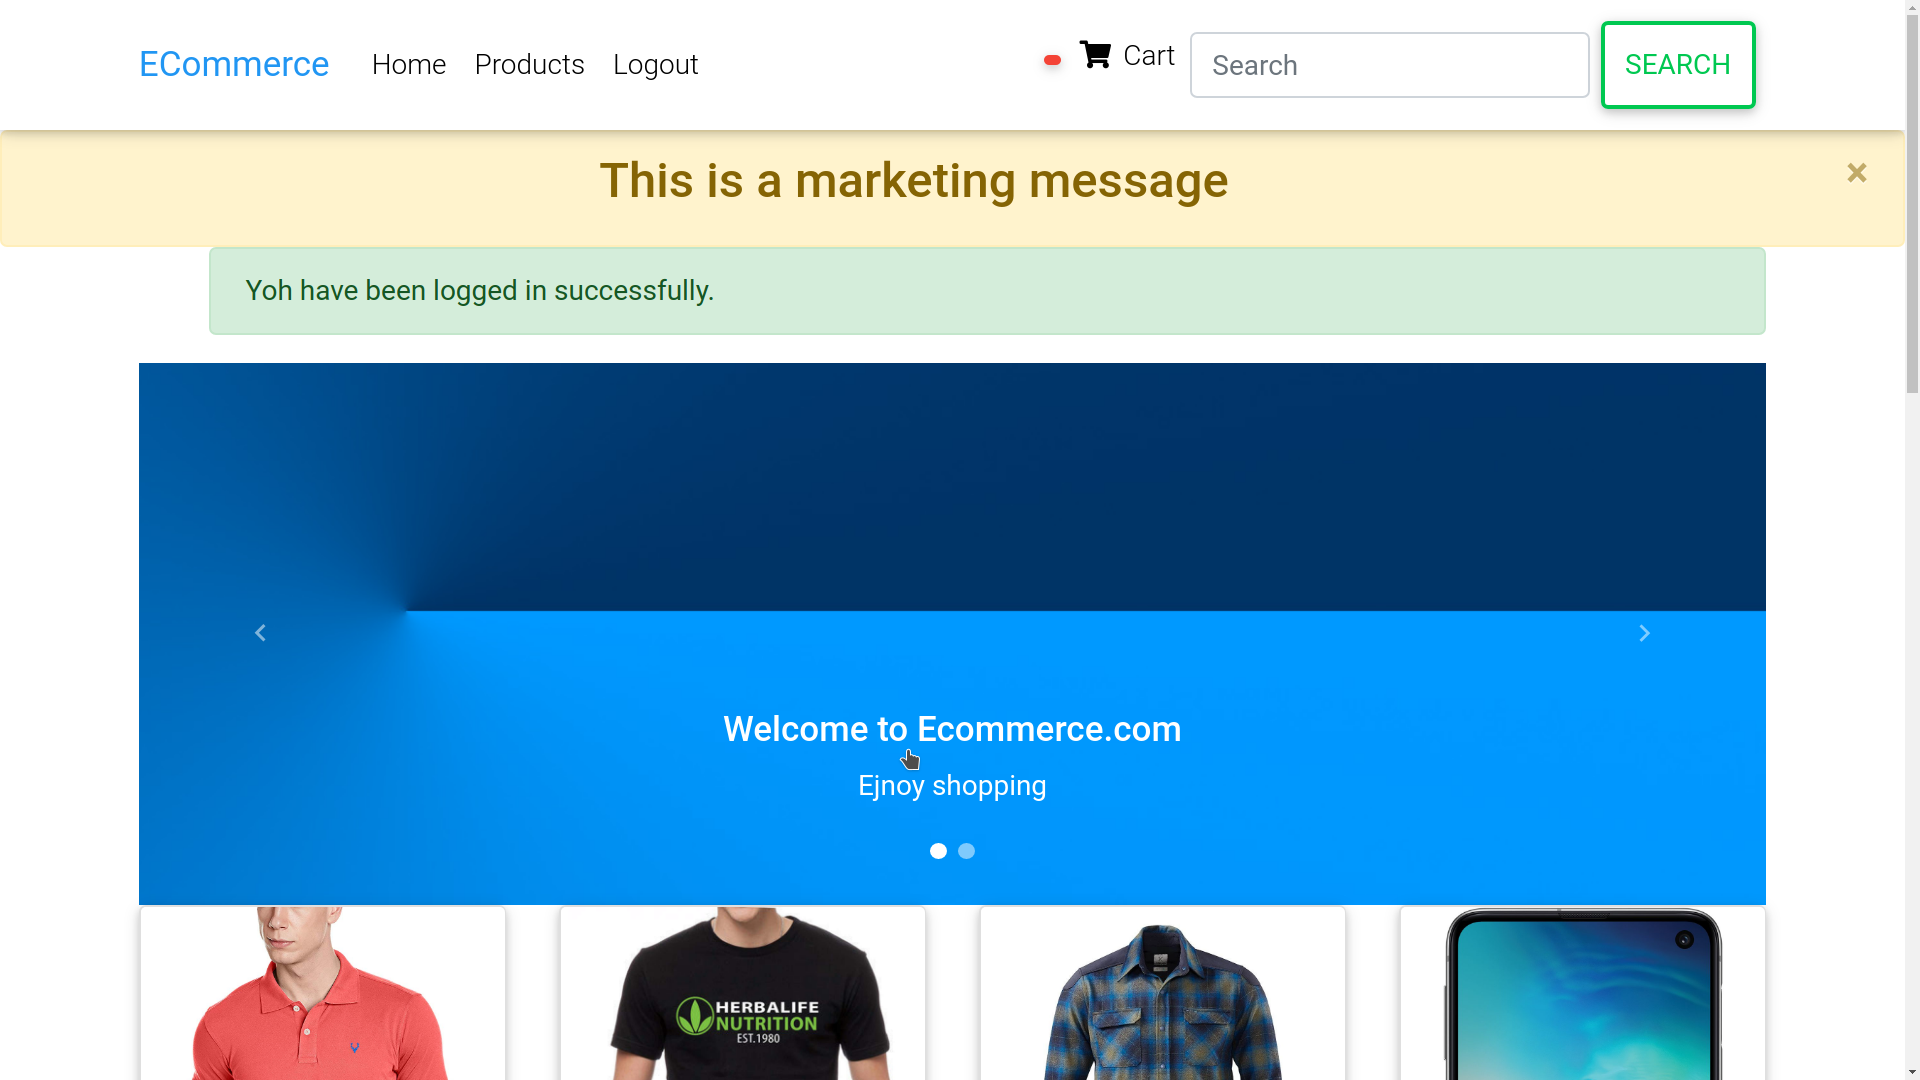 ECommerce Home Products Logout Cart Search SEARCH
This is a marketing message ×
Yoh have been logged in successfully.
Welcome to Ecommerce.com
Ejnoy shopping
HERBALIFE
NUTRITION
EST.1980